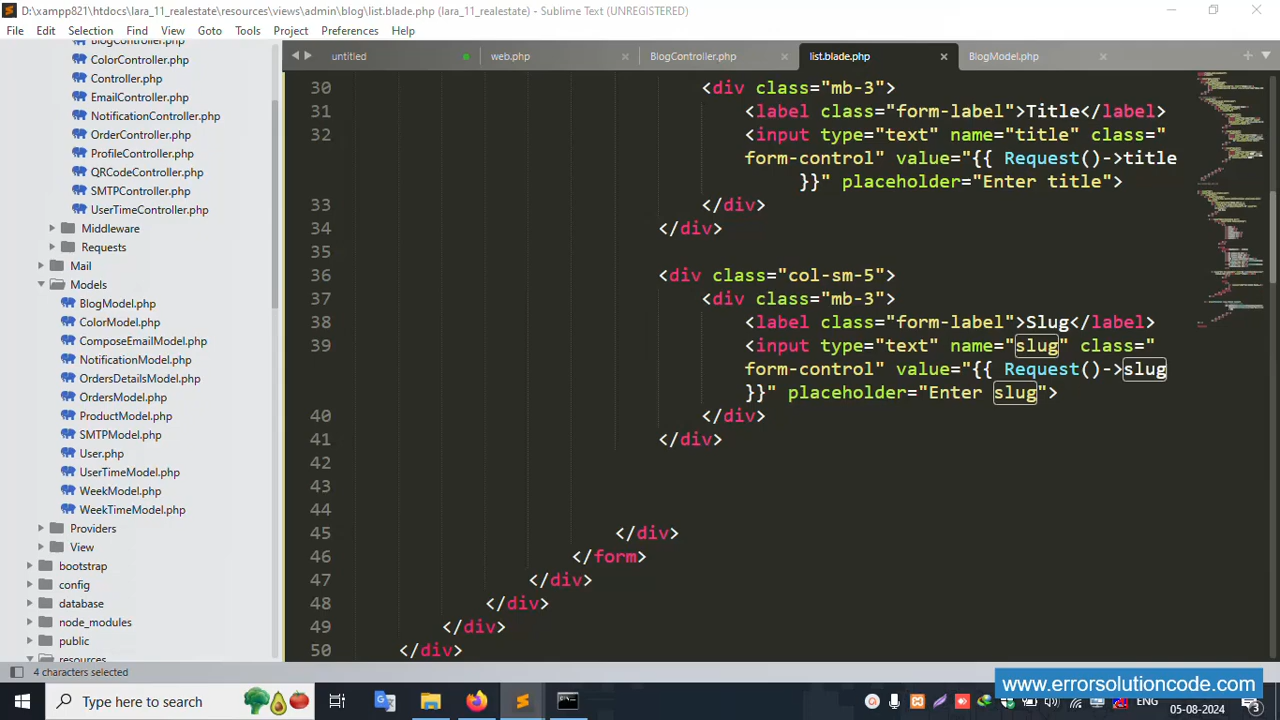 D:\xampp821\htdocs\lara_11_realestate\resources\views\admin\blog\list.blade.php (lara_11_realestate) - Sublime Text (UNREGISTERED)
File Edit Selection Find View Goto Tools Project Preferences Help
BlogController.php
ColorController.php
Controller.php
EmailController.php
NotificationController.php
OrderController.php
ProfileController.php
QRCodeController.php
SMTPController.php
UserTimeController.php
Middleware
Requests
Mail
Models
BlogModel.php
ColorModel.php
ComposeEmailModel.php
NotificationModel.php
OrdersDetailsModel.php
OrdersModel.php
ProductModel.php
SMTPModel.php
User.php
UserTimeModel.php
WeekModel.php
WeekTimeModel.php
Providers
View
bootstrap
config
database
node_modules
public
resources
untitled web.php BlogController.php list.blade.php BlogModel.php
30 <div class="mb-3">
31 <label class="form-label">Title</label>
32 <input type="text" name="title" class="
form-control" value="{{ Request()->title
}}" placeholder="Enter title">
33 </div>
34 </div>
35
36 <div class="col-sm-5">
37 <div class="mb-3">
38 <label class="form-label">Slug</label>
39 <input type="text" name="slug" class="
form-control" value="{{ Request()->slug
}}" placeholder="Enter slug">
40 </div>
41 </div>
42
43
44
45 </div>
46 </form>
47 </div>
48 </div>
49 </div>
50 </div>
4 characters selected
www.errorsolutioncode.com
Type here to search
ENG
05-08-2024
3